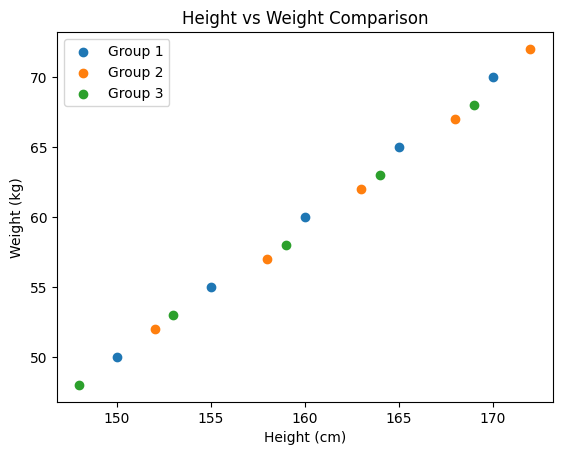 Height vs Weight Comparison
Group 1
Group 2
Group 3
70
65
60
55
50
Weight (kg)
150 155 160 165 170
Height (cm)